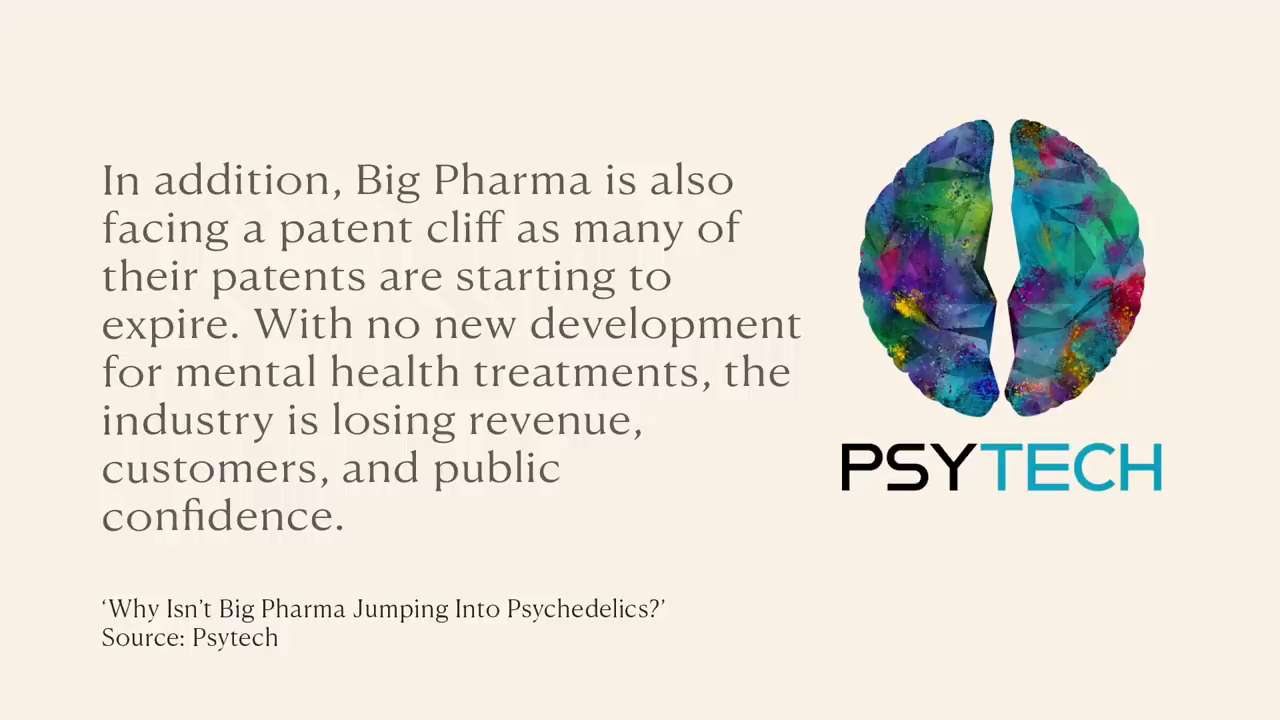 In addition, Big Pharma is also
facing a patent cliff as many of
their patents are starting to
expire. With no new development
for mental health treatments, the
industry is losing revenue,
customers, and public
confidence.
‘Why Isn’t Big Pharma Jumping Into Psychedelics?’
Source: Psytech
PSYTECH